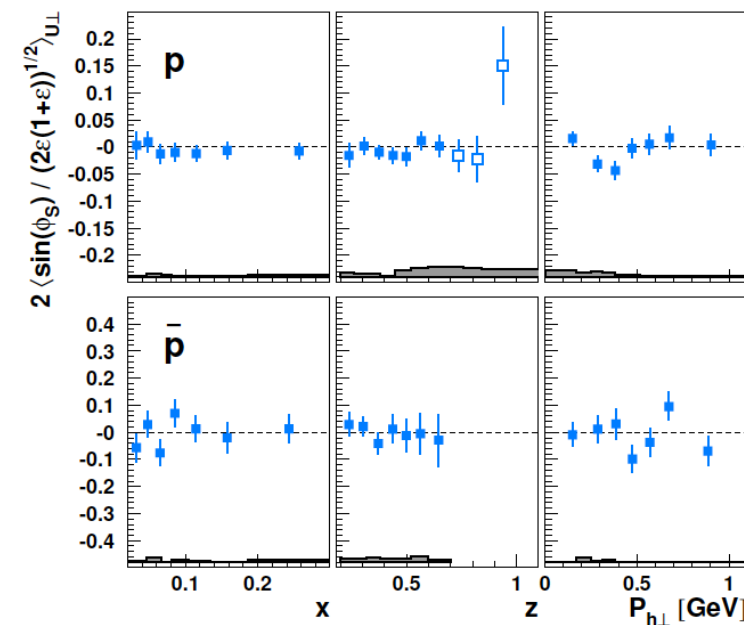 2 ⟨sin(ϕ_S) / (2ε(1+ε))^{1/2}⟩_{U⊥}
p
0.2
0.15
0.1
0.05
-0
-0.05
-0.1
-0.15
-0.2
p̄
0.4
0.3
0.2
0.1
-0
-0.1
-0.2
-0.3
-0.4
0.1 0.2
0.5 1
0 0.5 1
x
z
P_{h⊥} [GeV]